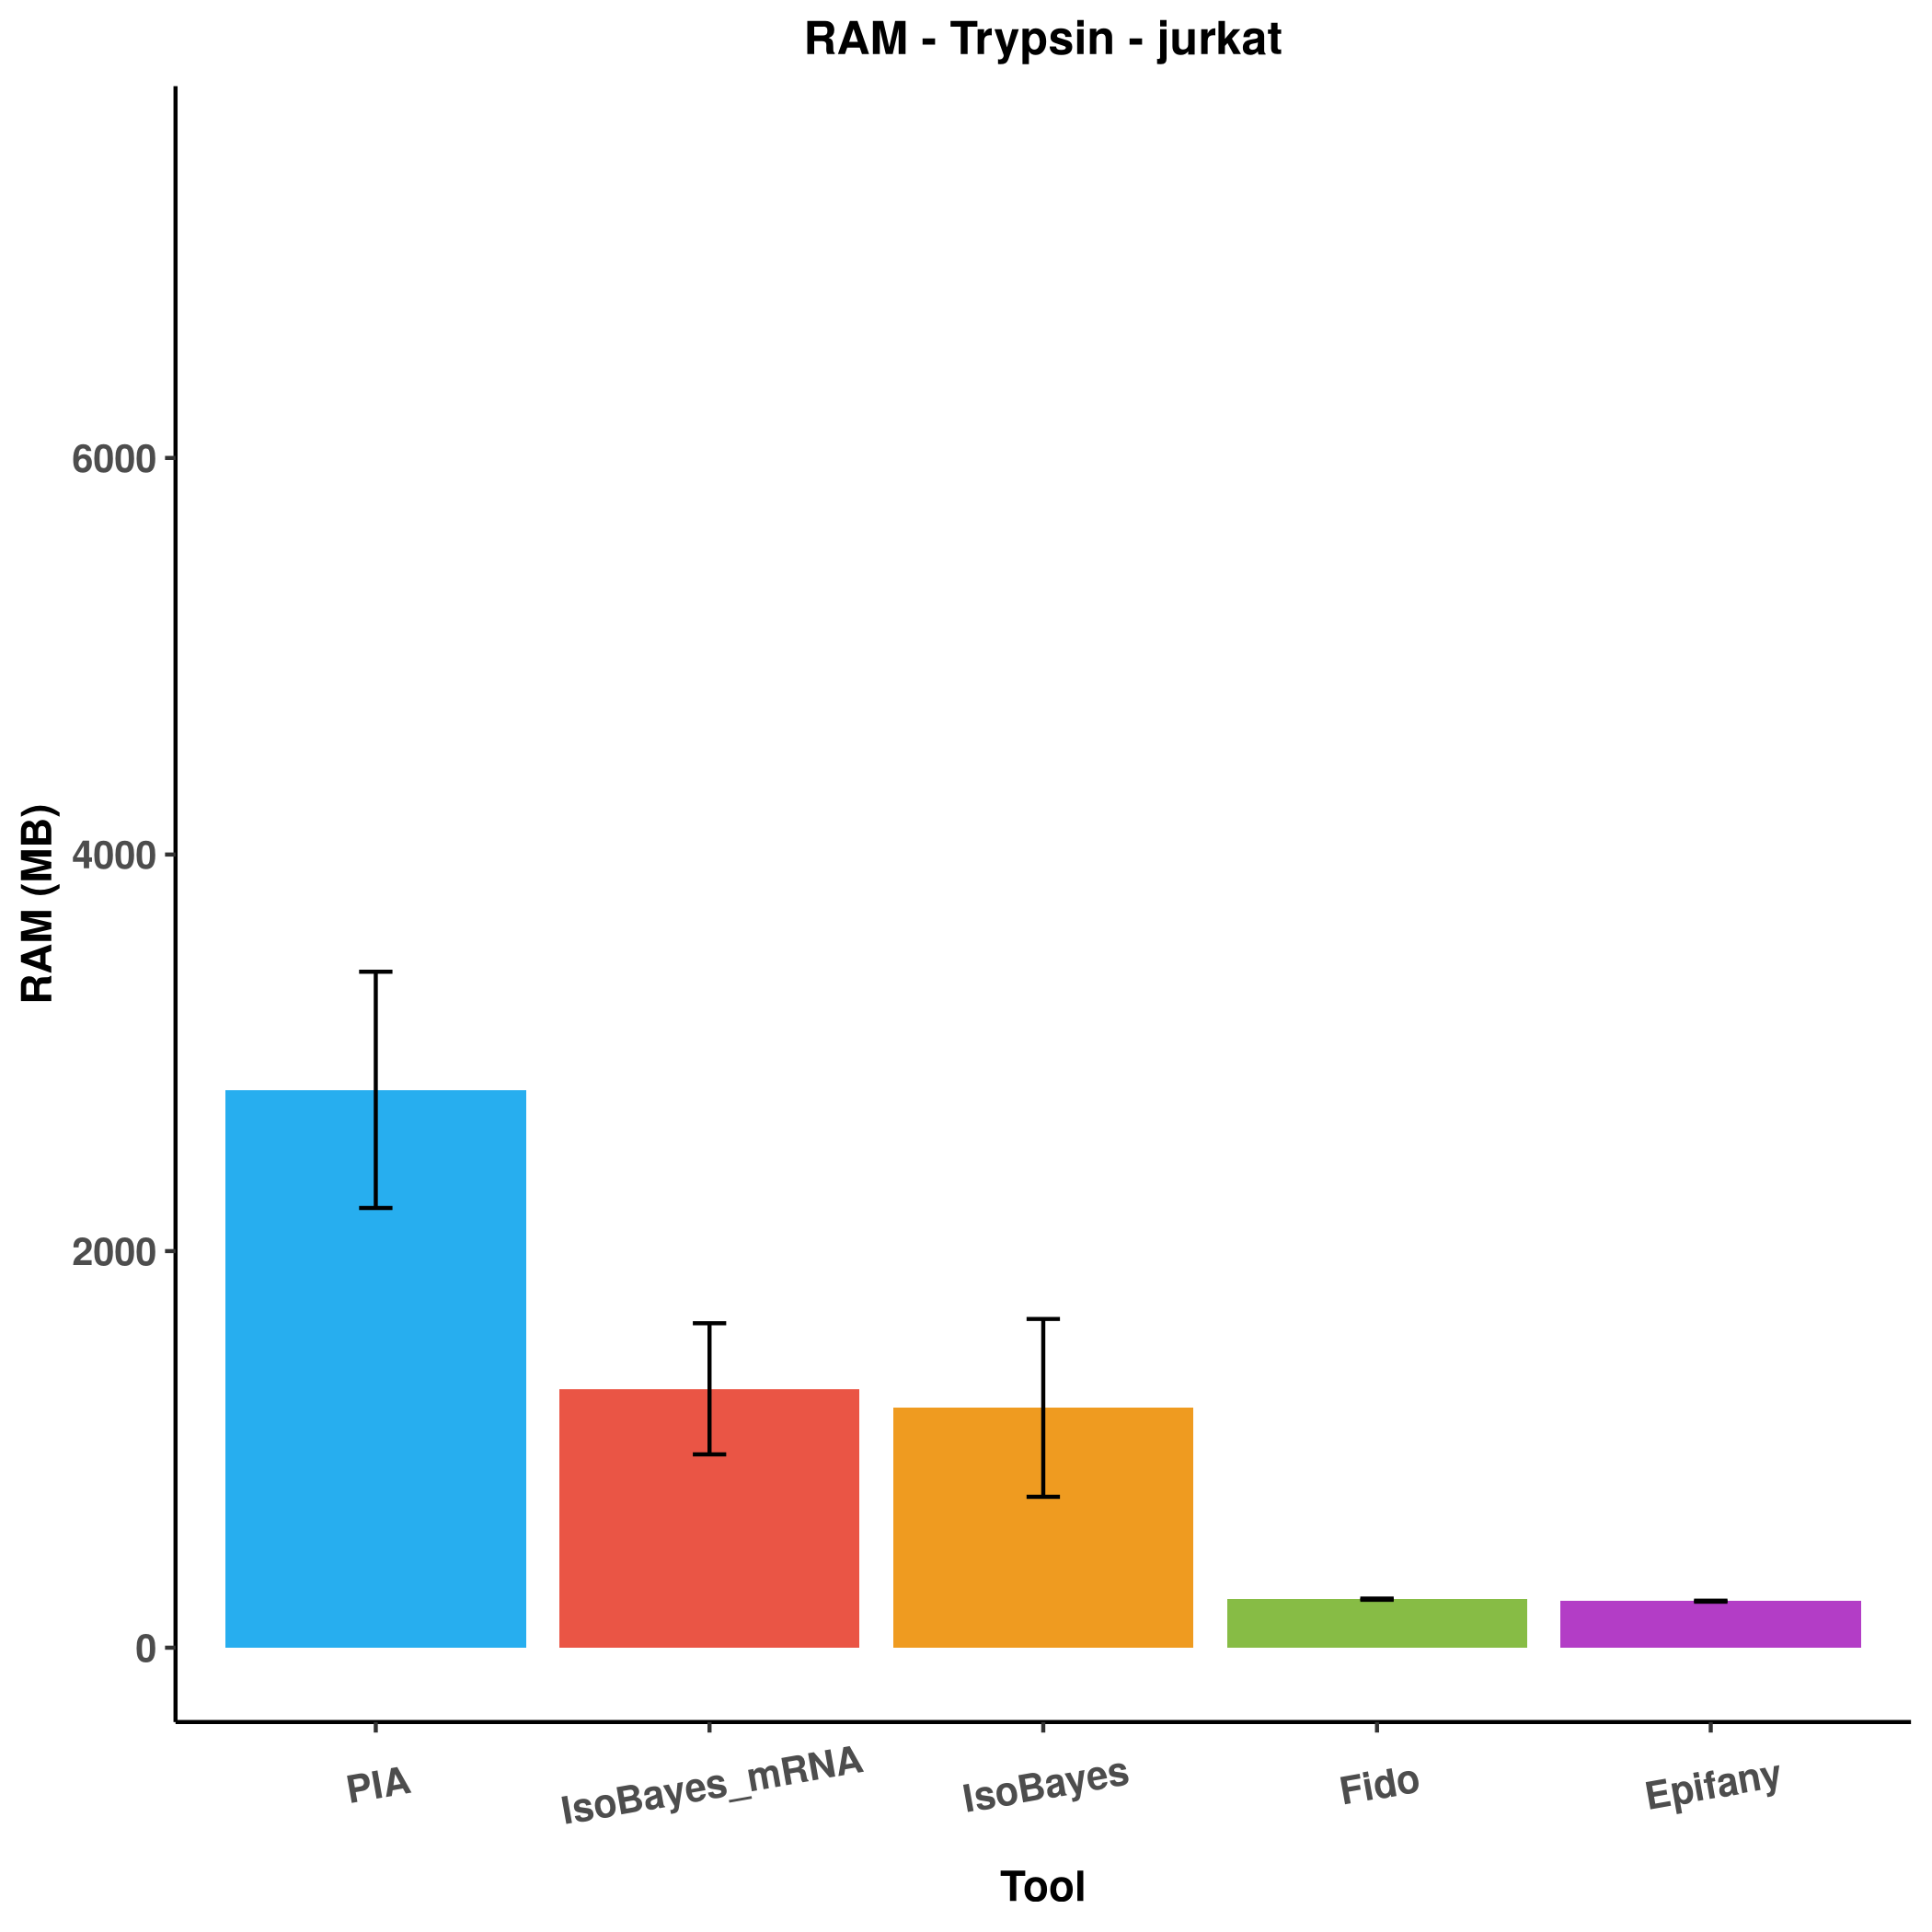 RAM - Trypsin - jurkat
RAM (MB)
6000
4000
2000
0
PIA
IsoBayes_mRNA
IsoBayes
Fido
Epifany
Tool